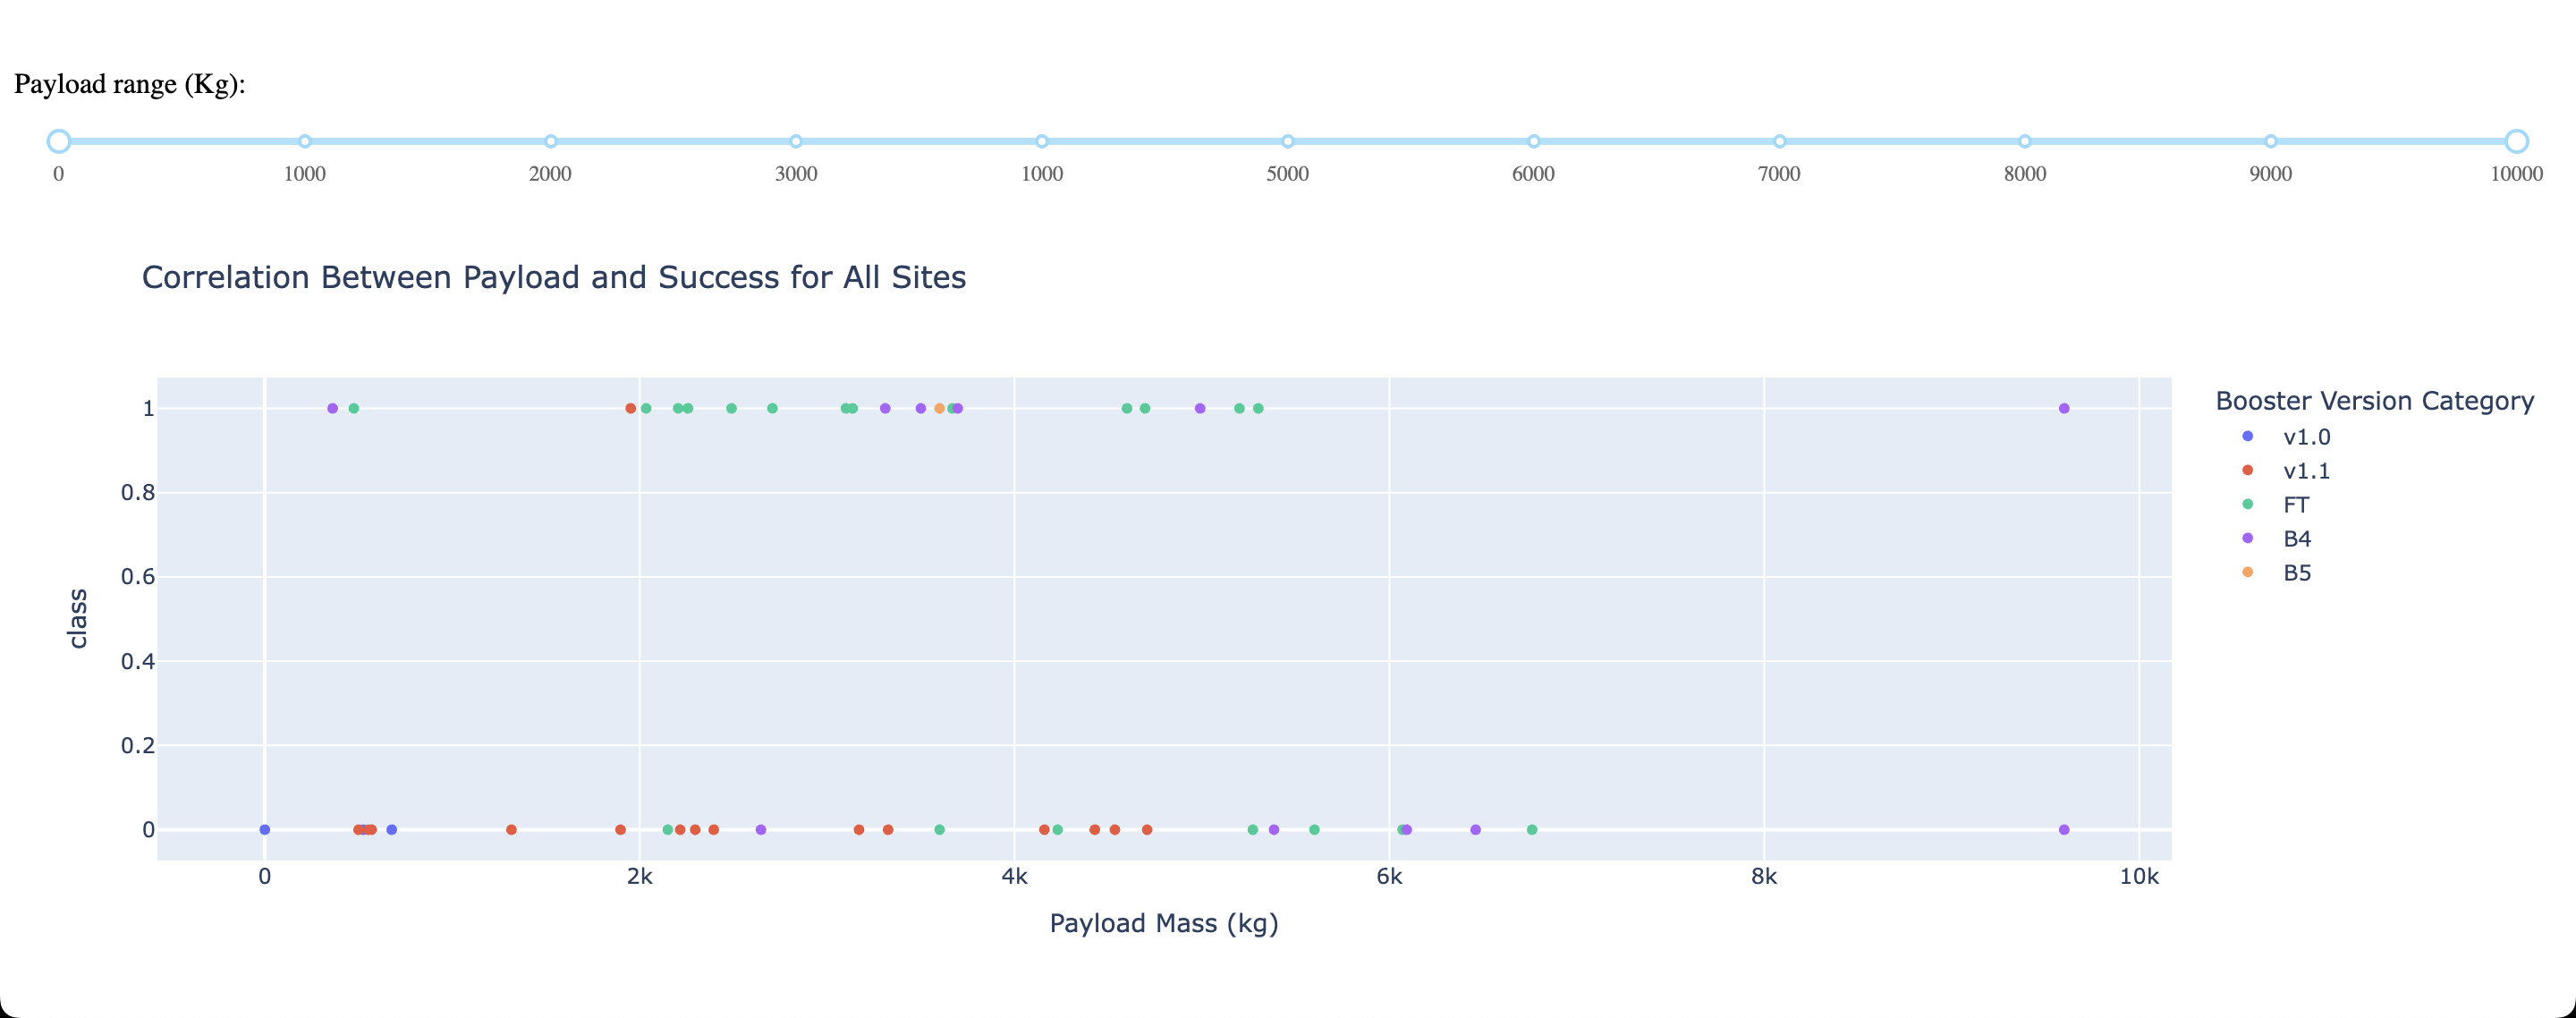 Payload range (Kg):
0 1000 2000 3000 1000 5000 6000 7000 8000 9000 10000
Correlation Between Payload and Success for All Sites
Booster Version Category
v1.0
v1.1
FT
B4
B5
1
0.8
0.6
0.4
0.2
0
class
0 2k 4k 6k 8k 10k
Payload Mass (kg)